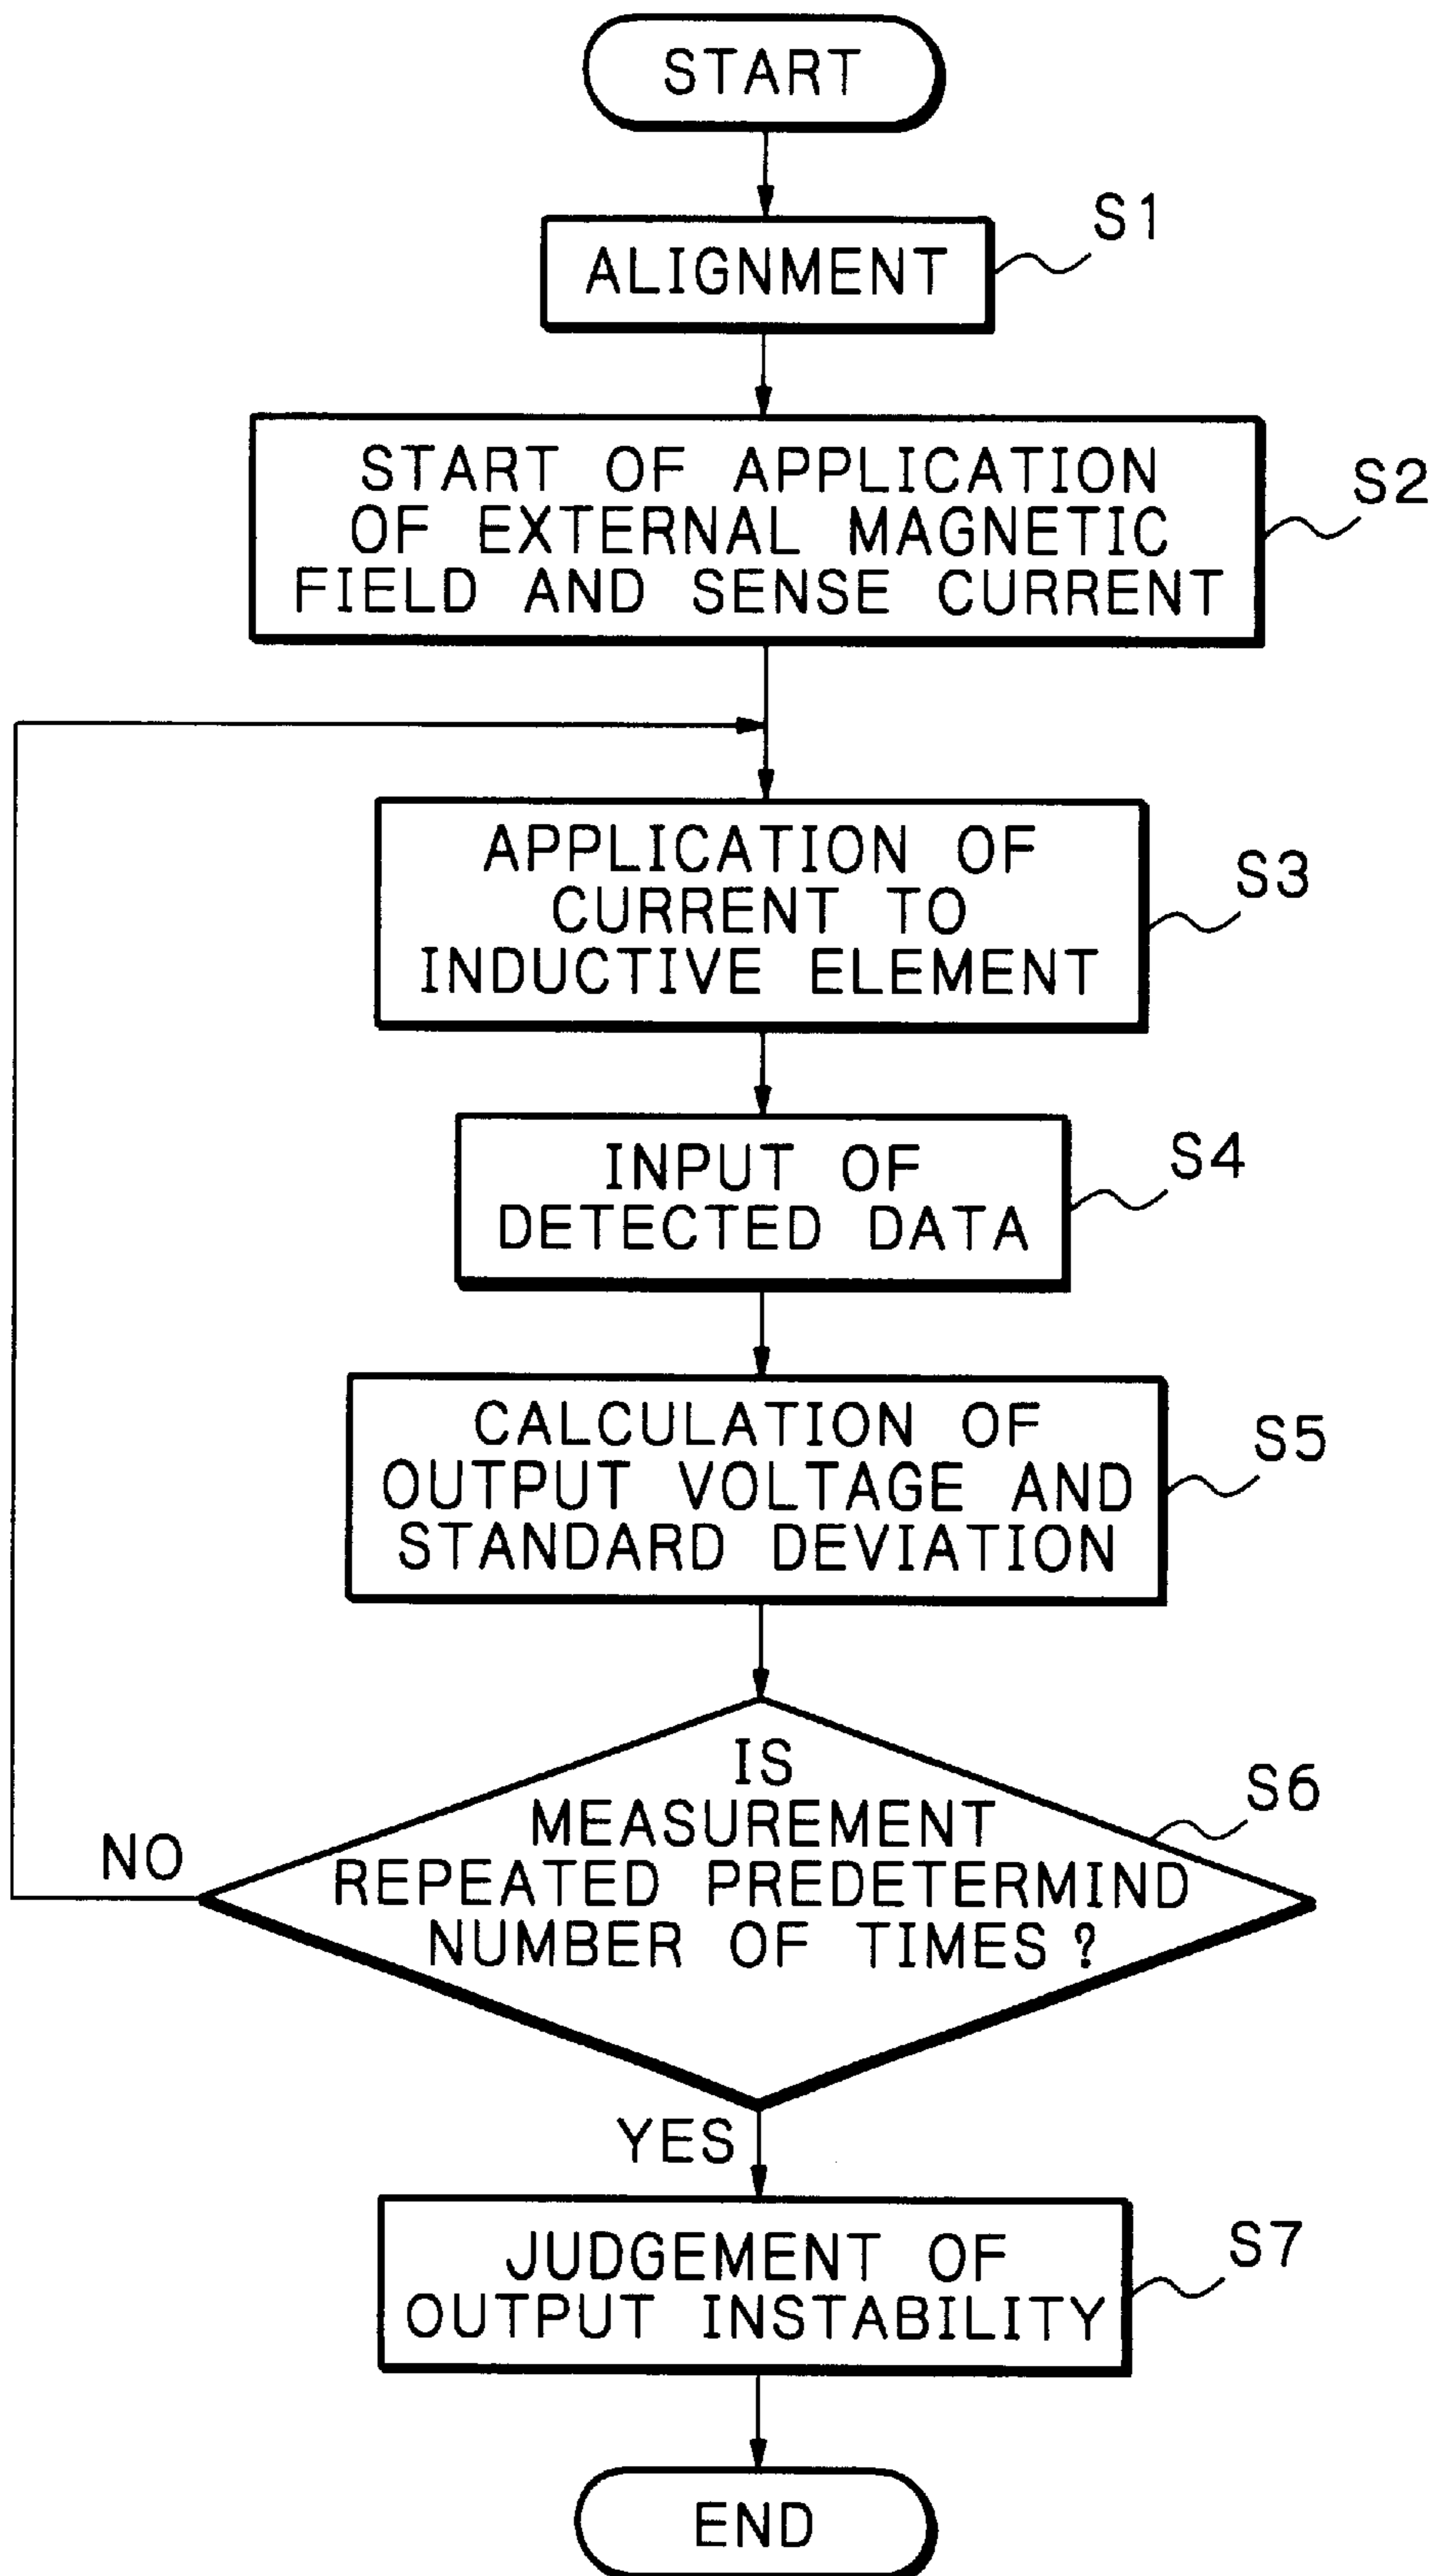 START
S1
ALIGNMENT
START OF APPLICATION
OF EXTERNAL MAGNETIC
FIELD AND SENSE CURRENT
S2
APPLICATION OF
CURRENT TO
INDUCTIVE ELEMENT
S3
INPUT OF
DETECTED DATA
S4
CALCULATION OF
OUTPUT VOLTAGE AND
STANDARD DEVIATION
S5
IS
MEASUREMENT
REPEATED PREDETERMIND
NUMBER OF TIMES?
S6
NO
YES
JUDGEMENT OF
OUTPUT INSTABILITY
S7
END